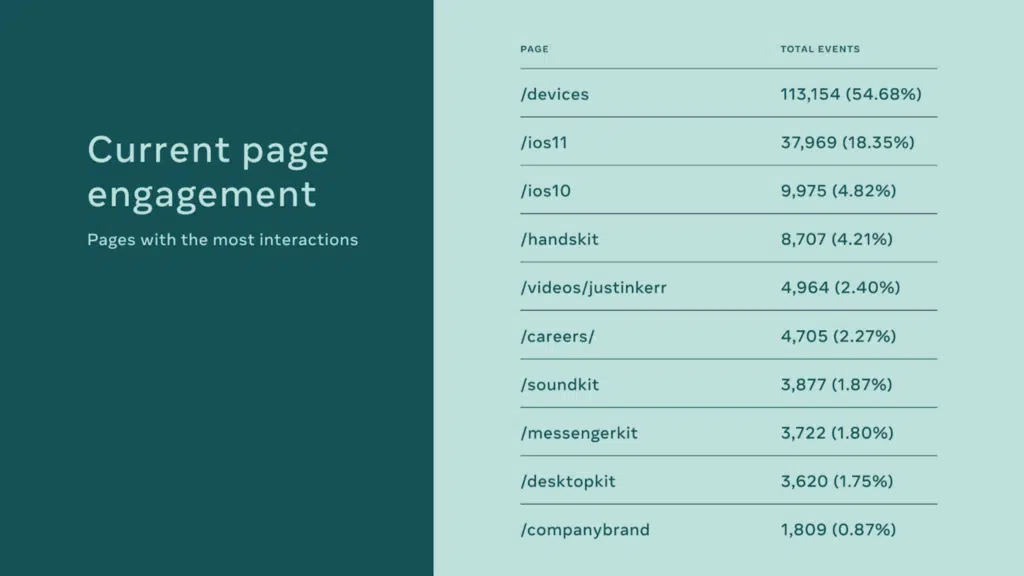 Current page
engagement
Pages with the most interactions
PAGE TOTAL EVENTS
/devices 113,154 (54.68%)
/ios11 37,969 (18.35%)
/ios10 9,975 (4.82%)
/handskit 8,707 (4.21%)
/videos/justinkerr 4,964 (2.40%)
/careers/ 4,705 (2.27%)
/soundkit 3,877 (1.87%)
/messengerkit 3,722 (1.80%)
/desktopkit 3,620 (1.75%)
/companybrand 1,809 (0.87%)